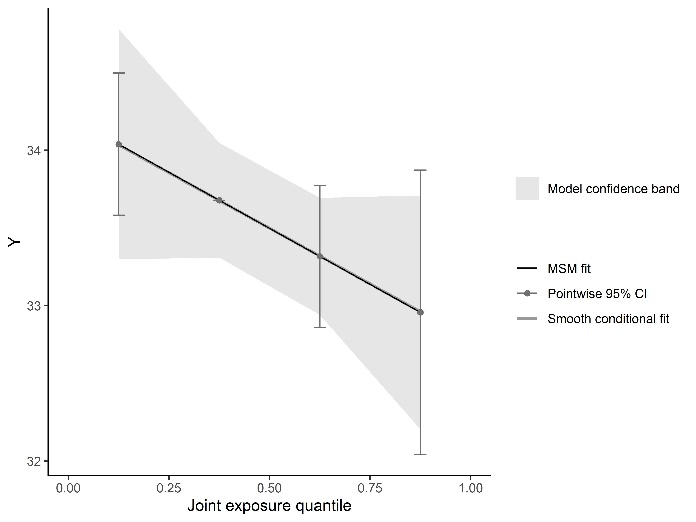 Y
34
33
32
0.00 0.25 0.50 0.75 1.00
Joint exposure quantile
Model confidence band
MSM fit
Pointwise 95% CI
Smooth conditional fit